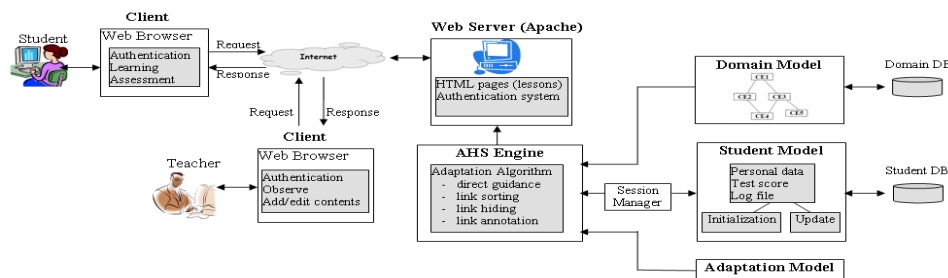 Client
Student
Web Browser
Authentication
Learning
Assessment
Request
Response
Internet
Request
Response
Client
Teacher
Web Browser
Authentication
Observe
Add/edit contents
Web Server (Apache)
HTML pages (lessons)
Authentication system
AHS Engine
Adaptation Algorithm
- direct guidance
- link sorting
- link hiding
- link annotation
Session
Manager
Domain Model
CE1
CE2
CE3
CE4
CE5
Domain DB
Student Model
Personal data
Test score
Log file
Initialization
Update
Student DB
Adaptation Model